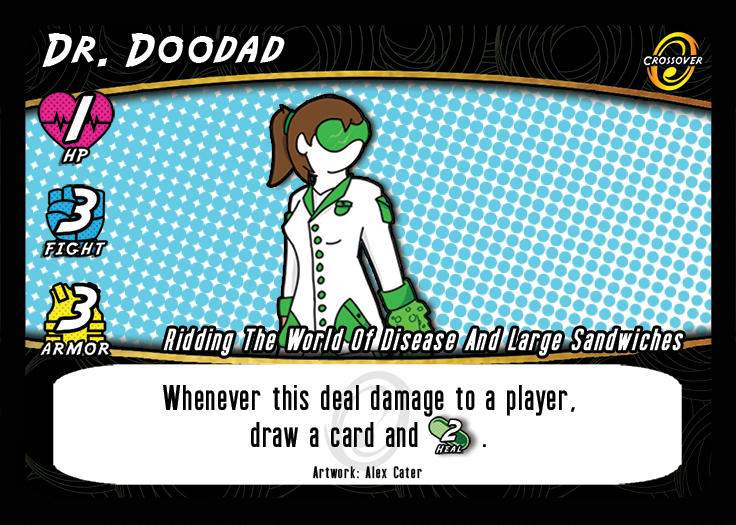 Dr. Doodad
Crossover
1
HP
3
FIGHT
3
ARMOR
Ridding The World Of Disease And Large Sandwiches
Whenever this deal damage to a player,
draw a card and 2 HEAL .
Artwork: Alex Cater